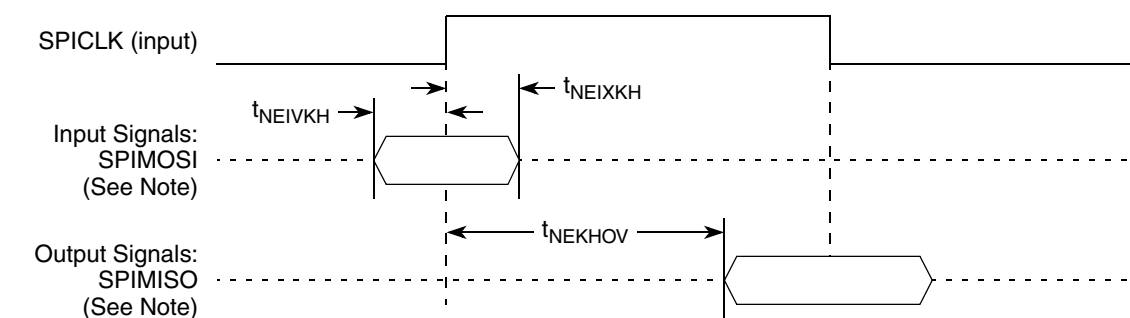 SPICLK (input)
tNEIXKH
tNEIVKH
Input Signals:
SPIMOSI
(See Note)
tNEKHOV
Output Signals:
SPIMISO
(See Note)